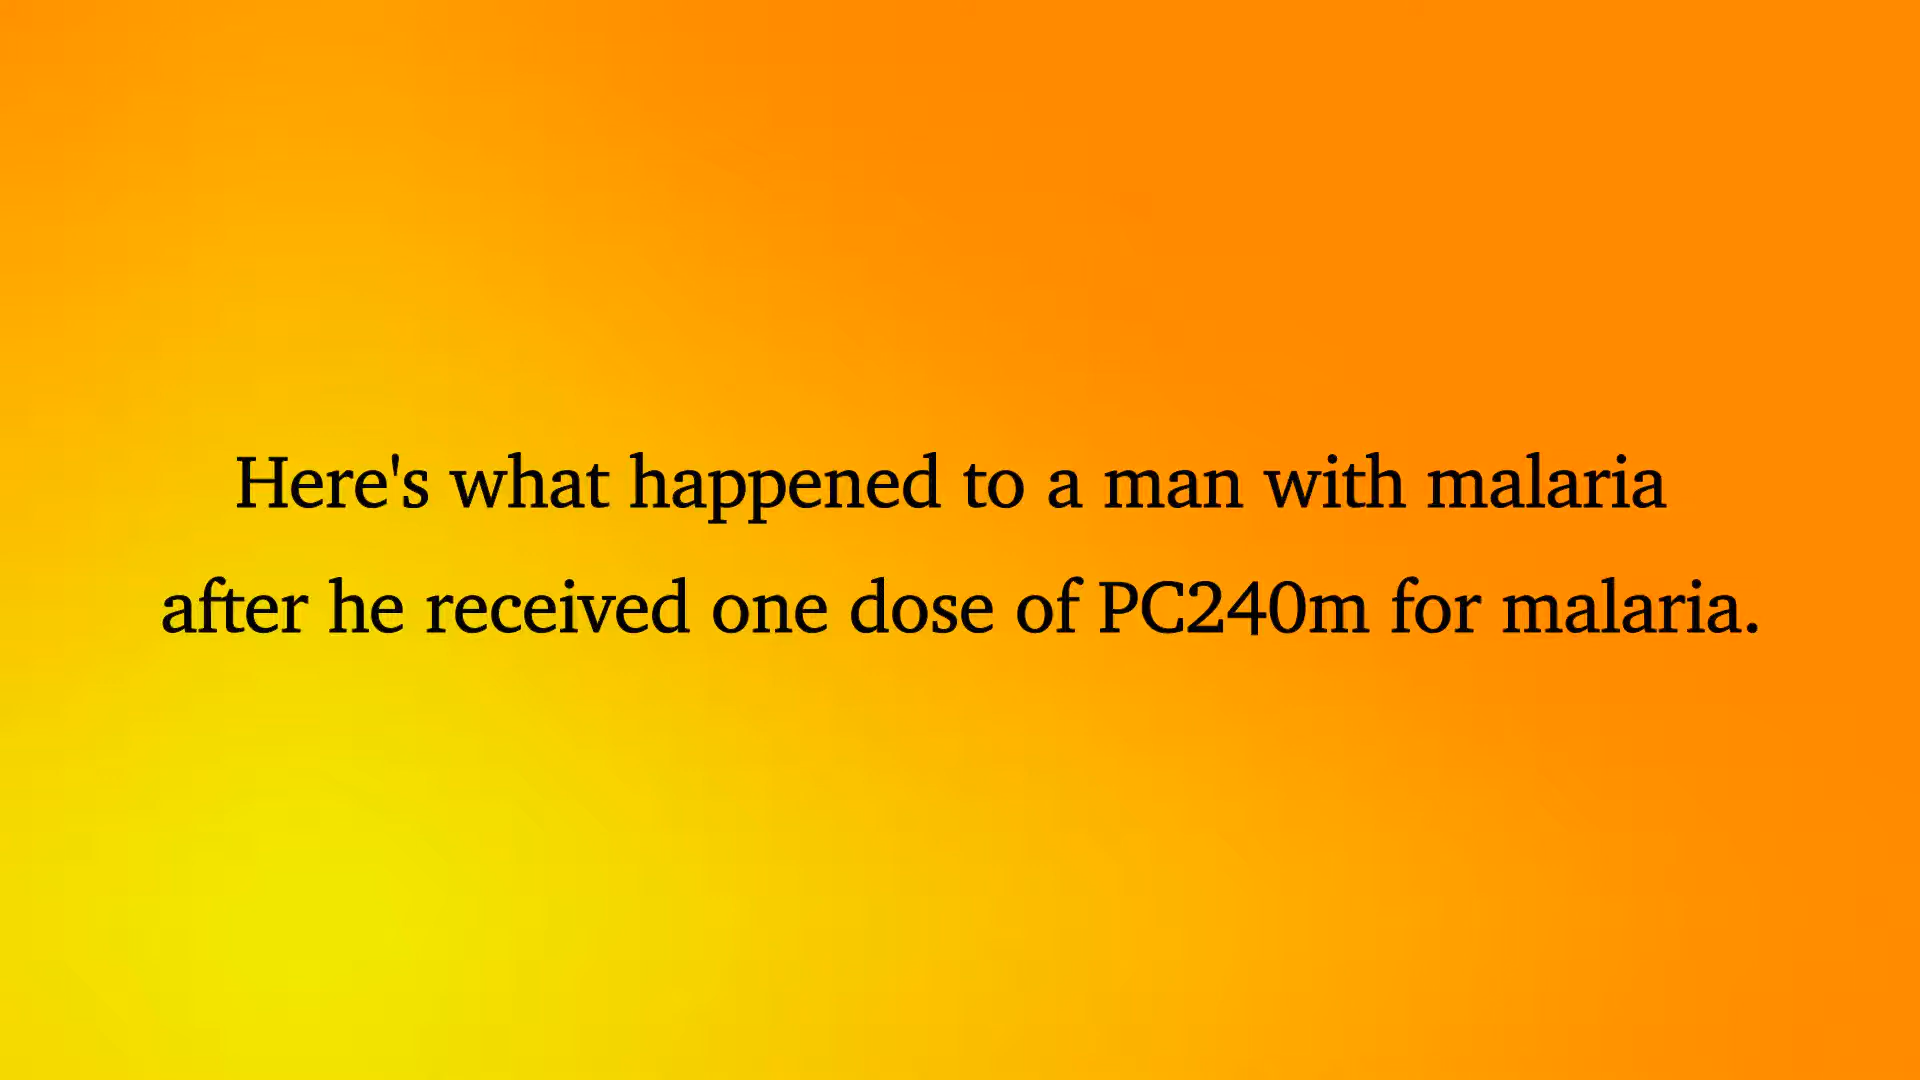 Here's what happened to a man with malaria
after he received one dose of PC240m for malaria.